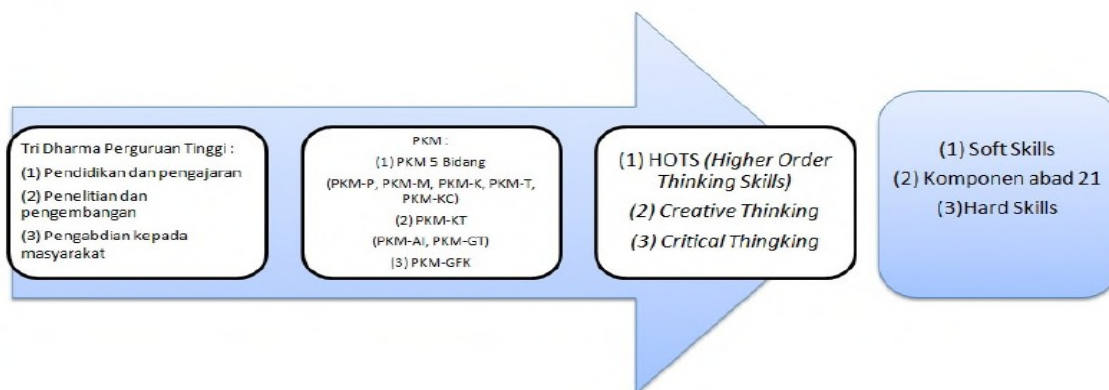 Tri Dharma Perguruan Tinggi :
(1) Pendidikan dan pengajaran
(2) Penelitian dan
pengembangan
(3) Pengabdian kepada
masyarakat
PKM :
(1) PKM 5 Bidang
(PKM-P, PKM-M, PKM-K, PKM-T,
PKM-KC)
(2) PKM-KT
(PKM-AI, PKM-GT)
(3) PKM-GFK
(1) HOTS (Higher Order
Thinking Skills)
(2) Creative Thinking
(3) Critical Thingking
(1) Soft Skills
(2) Komponen abad 21
(3)Hard Skills